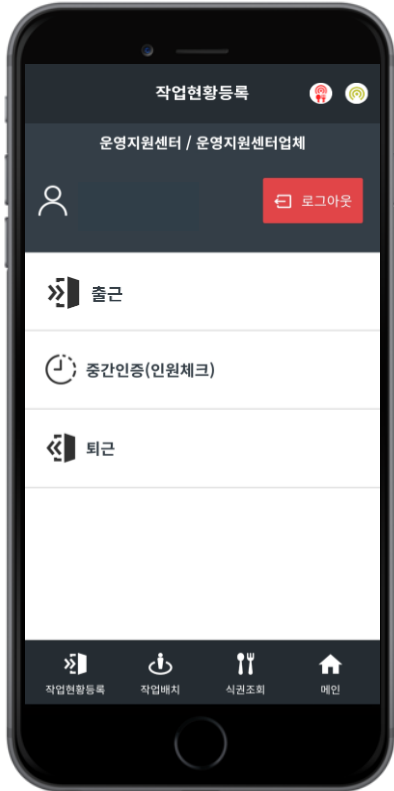 작업현황등록
운영지원센터 / 운영지원센터업체
로그아웃
출근
중간인증(인원체크)
퇴근
작업현황등록 작업배치 식권조회 메인